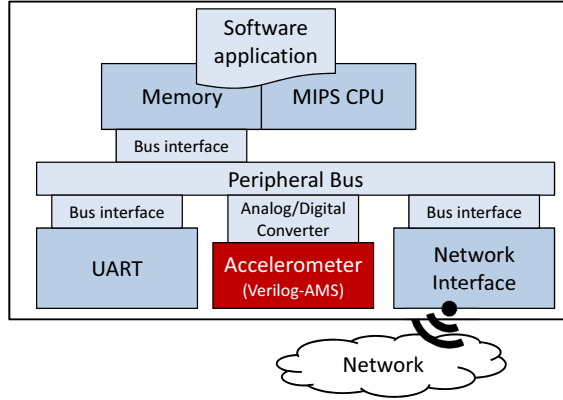 Software
application
Memory
MIPS CPU
Bus interface
Peripheral Bus
Bus interface
Analog/Digital
Converter
Bus interface
UART
Accelerometer
(Verilog-AMS)
Network
Interface
Network